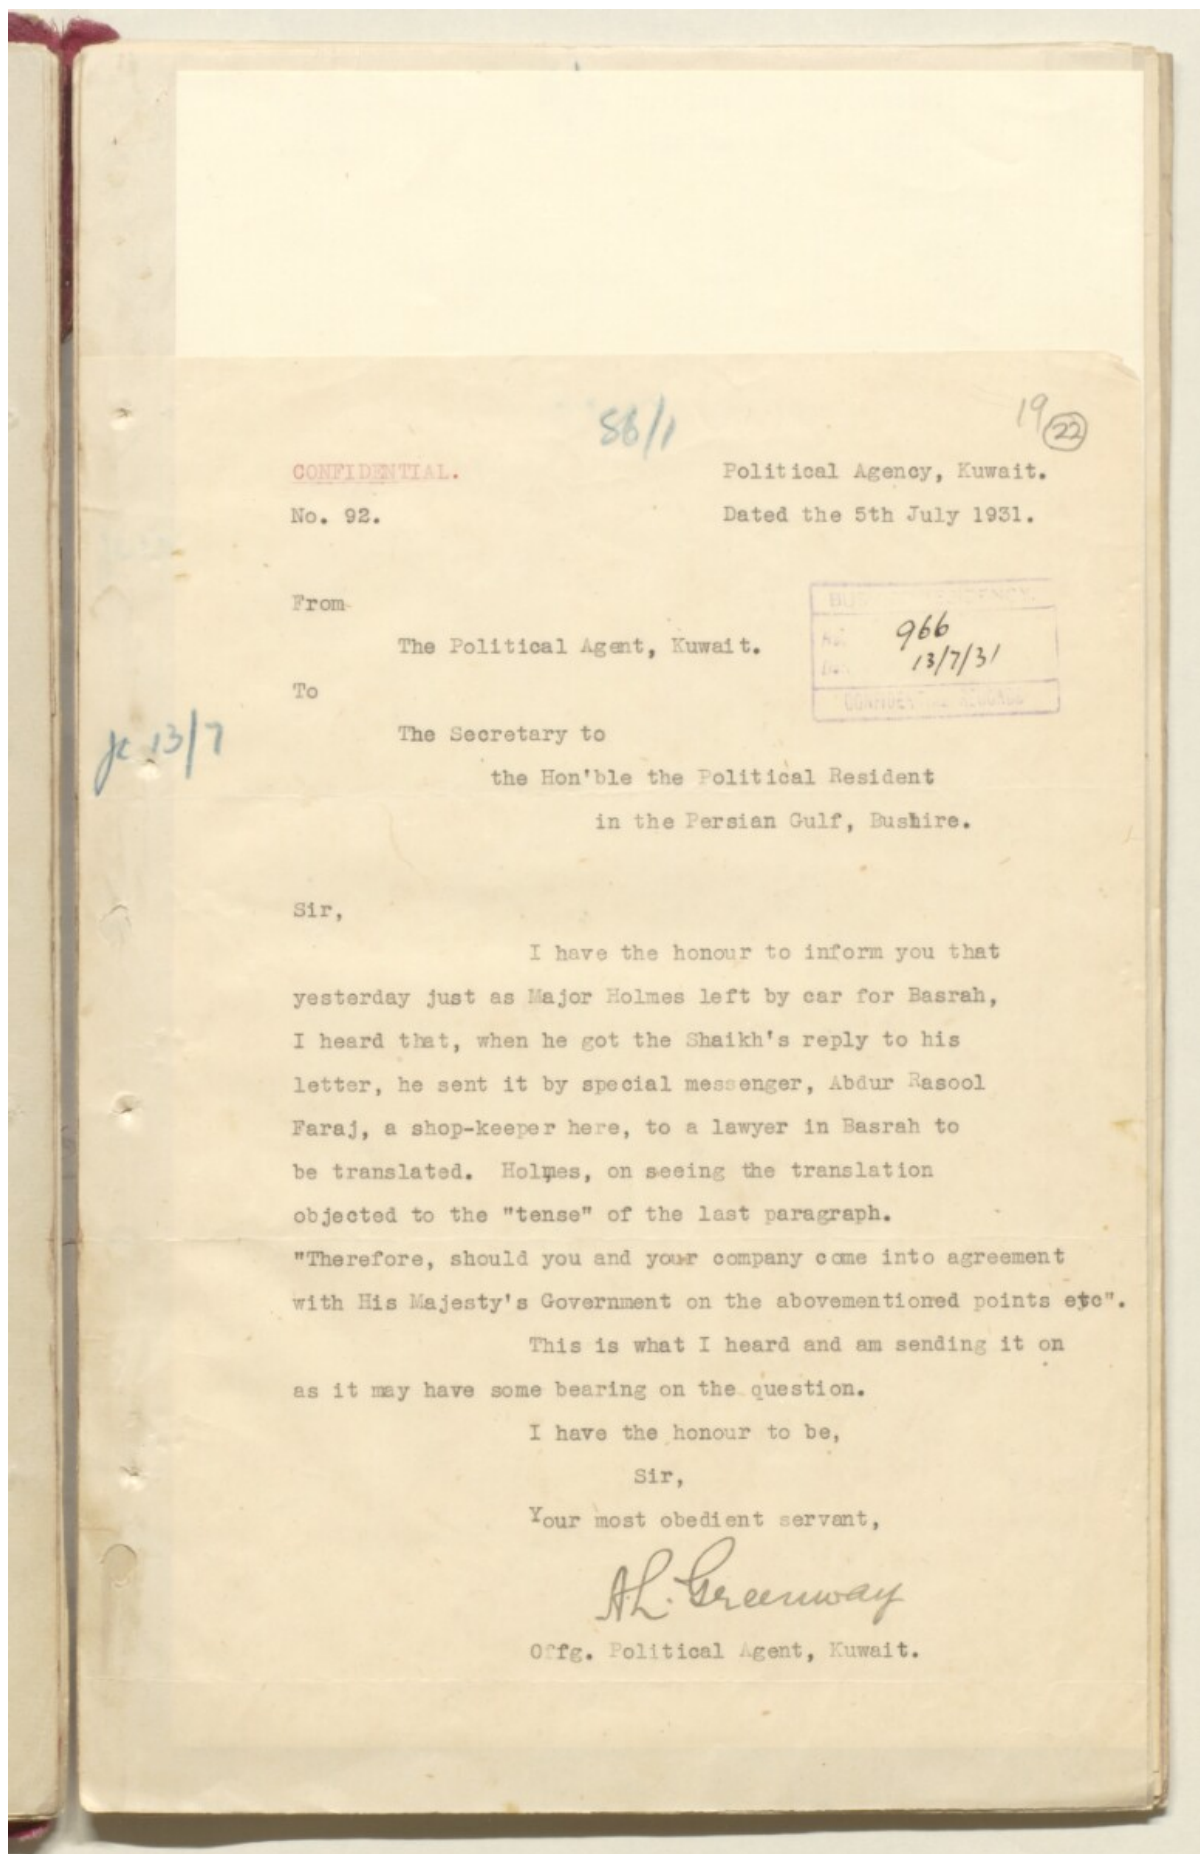 86/1
19
22
CONFIDENTIAL.
Political Agency, Kuwait.
No. 92.
Dated the 5th July 1931.
From
The Political Agent, Kuwait.
966
13/7/31
CONFIDENTIAL RECORDS
To
The Secretary to
the Hon'ble the Political Resident
in the Persian Gulf, Bushire.
13/7
Sir,
I have the honour to inform you that
yesterday just as Major Holmes left by car for Basrah,
I heard that, when he got the Shaikh's reply to his
letter, he sent it by special messenger, Abdur Rasool
Faraj, a shop-keeper here, to a lawyer in Basrah to
be translated. Holmes, on seeing the translation
objected to the "tense" of the last paragraph.
"Therefore, should you and your company come into agreement
with His Majesty's Government on the abovementioned points etc".
This is what I heard and am sending it on
as it may have some bearing on the question.
I have the honour to be,
Sir,
Your most obedient servant,
A.L. Greenway
Offg. Political Agent, Kuwait.